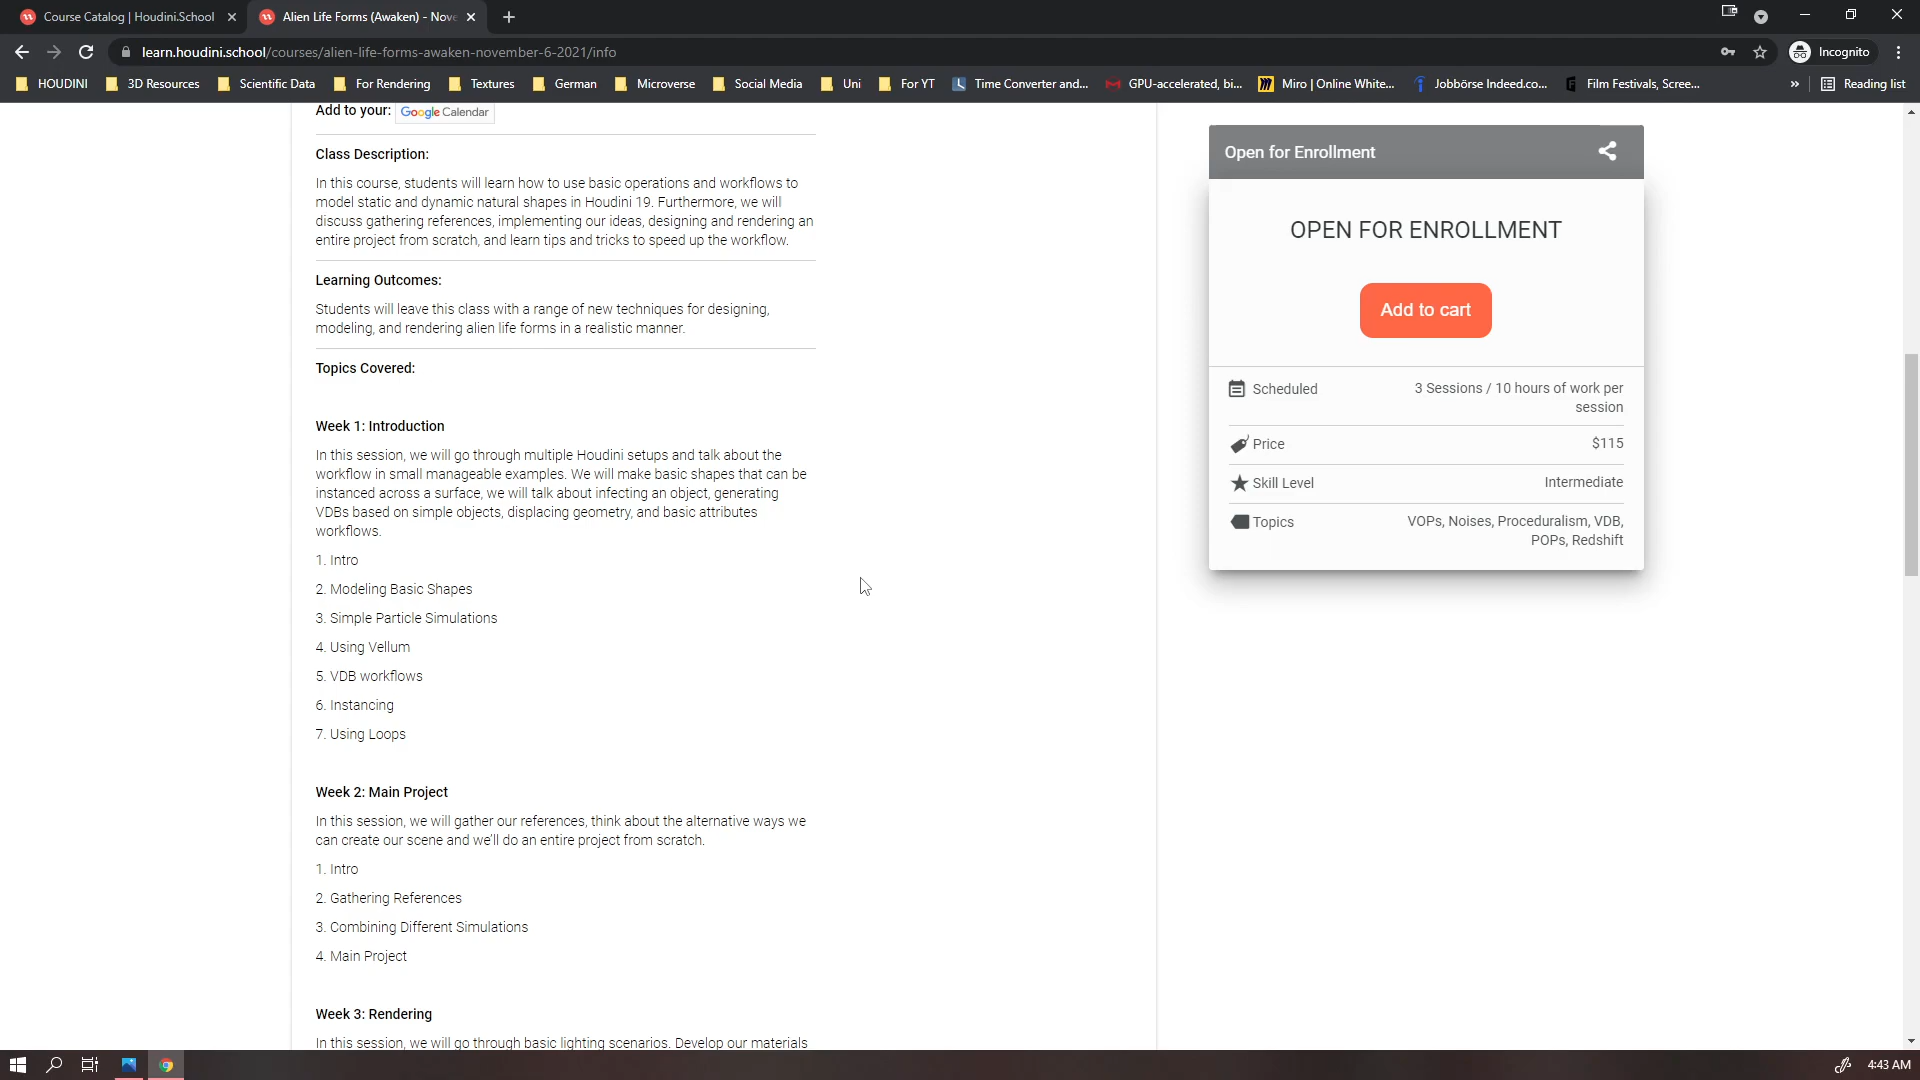 Course Catalog | Houdini.School
Alien Life Forms (Awaken) - Nove
learn.houdini.school/courses/alien-life-forms-awaken-november-6-2021/info
Incognito
HOUDINI
3D Resources
Scientific Data
For Rendering
Textures
German
Microverse
Social Media
Uni
For YT
Time Converter and...
GPU-accelerated, bi...
Miro | Online White...
Jobbörse Indeed.co...
Film Festivals, Scree...
»
Reading list
Add to your: Google Calendar
Class Description:
In this course, students will learn how to use basic operations and workflows to
model static and dynamic natural shapes in Houdini 19. Furthermore, we will
discuss gathering references, implementing our ideas, designing and rendering an
entire project from scratch, and learn tips and tricks to speed up the workflow.
Learning Outcomes:
Students will leave this class with a range of new techniques for designing,
modeling, and rendering alien life forms in a realistic manner.
Topics Covered:
Week 1: Introduction
In this session, we will go through multiple Houdini setups and talk about the
workflow in small manageable examples. We will make basic shapes that can be
instanced across a surface, we will talk about infecting an object, generating
VDBs based on simple objects, displacing geometry, and basic attributes
workflows.
1. Intro
2. Modeling Basic Shapes
3. Simple Particle Simulations
4. Using Vellum
5. VDB workflows
6. Instancing
7. Using Loops
Week 2: Main Project
In this session, we will gather our references, think about the alternative ways we
can create our scene and we'll do an entire project from scratch.
1. Intro
2. Gathering References
3. Combining Different Simulations
4. Main Project
Week 3: Rendering
In this session, we will go through basic lighting scenarios. Develop our materials
Open for Enrollment
OPEN FOR ENROLLMENT
Add to cart
Scheduled
3 Sessions / 10 hours of work per
session
Price
$115
Skill Level
Intermediate
Topics
VOPs, Noises, Proceduralism, VDB,
POPs, Redshift
4:43 AM